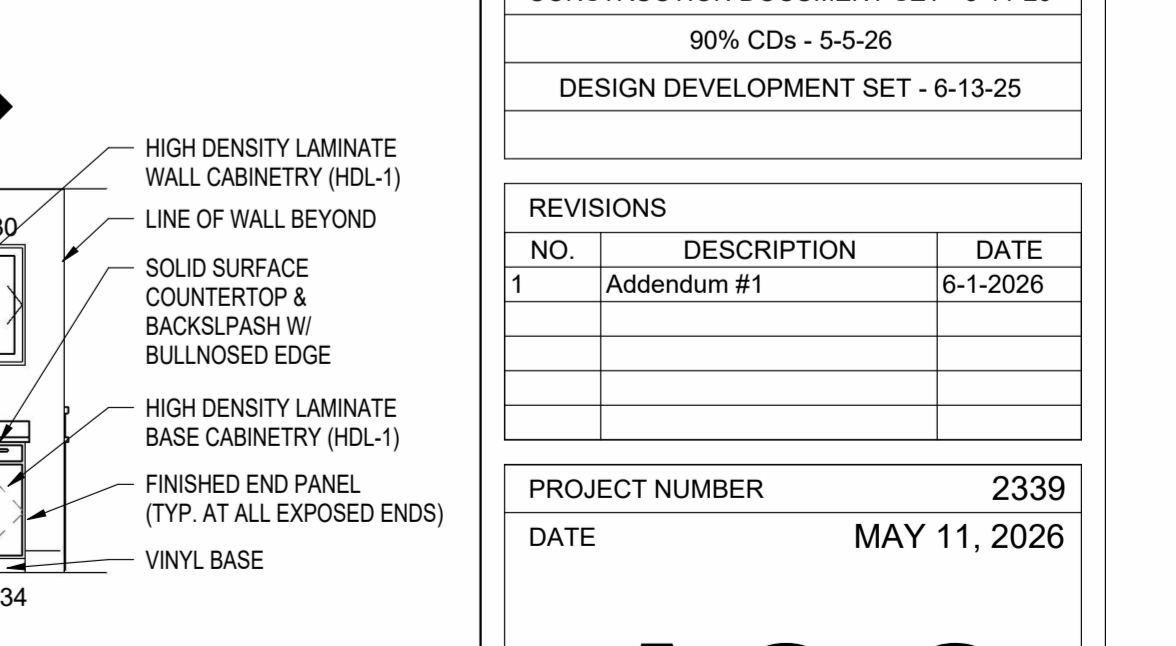 90% CDs - 5-5-26
DESIGN DEVELOPMENT SET - 6-13-25
HIGH DENSITY LAMINATE
WALL CABINETRY (HDL-1)
LINE OF WALL BEYOND
SOLID SURFACE
COUNTERTOP &
BACKSLPASH W/
BULLNOSED EDGE
HIGH DENSITY LAMINATE
BASE CABINETRY (HDL-1)
FINISHED END PANEL
(TYP. AT ALL EXPOSED ENDS)
VINYL BASE
34
REVISIONS
NO. DESCRIPTION DATE
1 Addendum #1 6-1-2026
PROJECT NUMBER 2339
DATE MAY 11, 2026